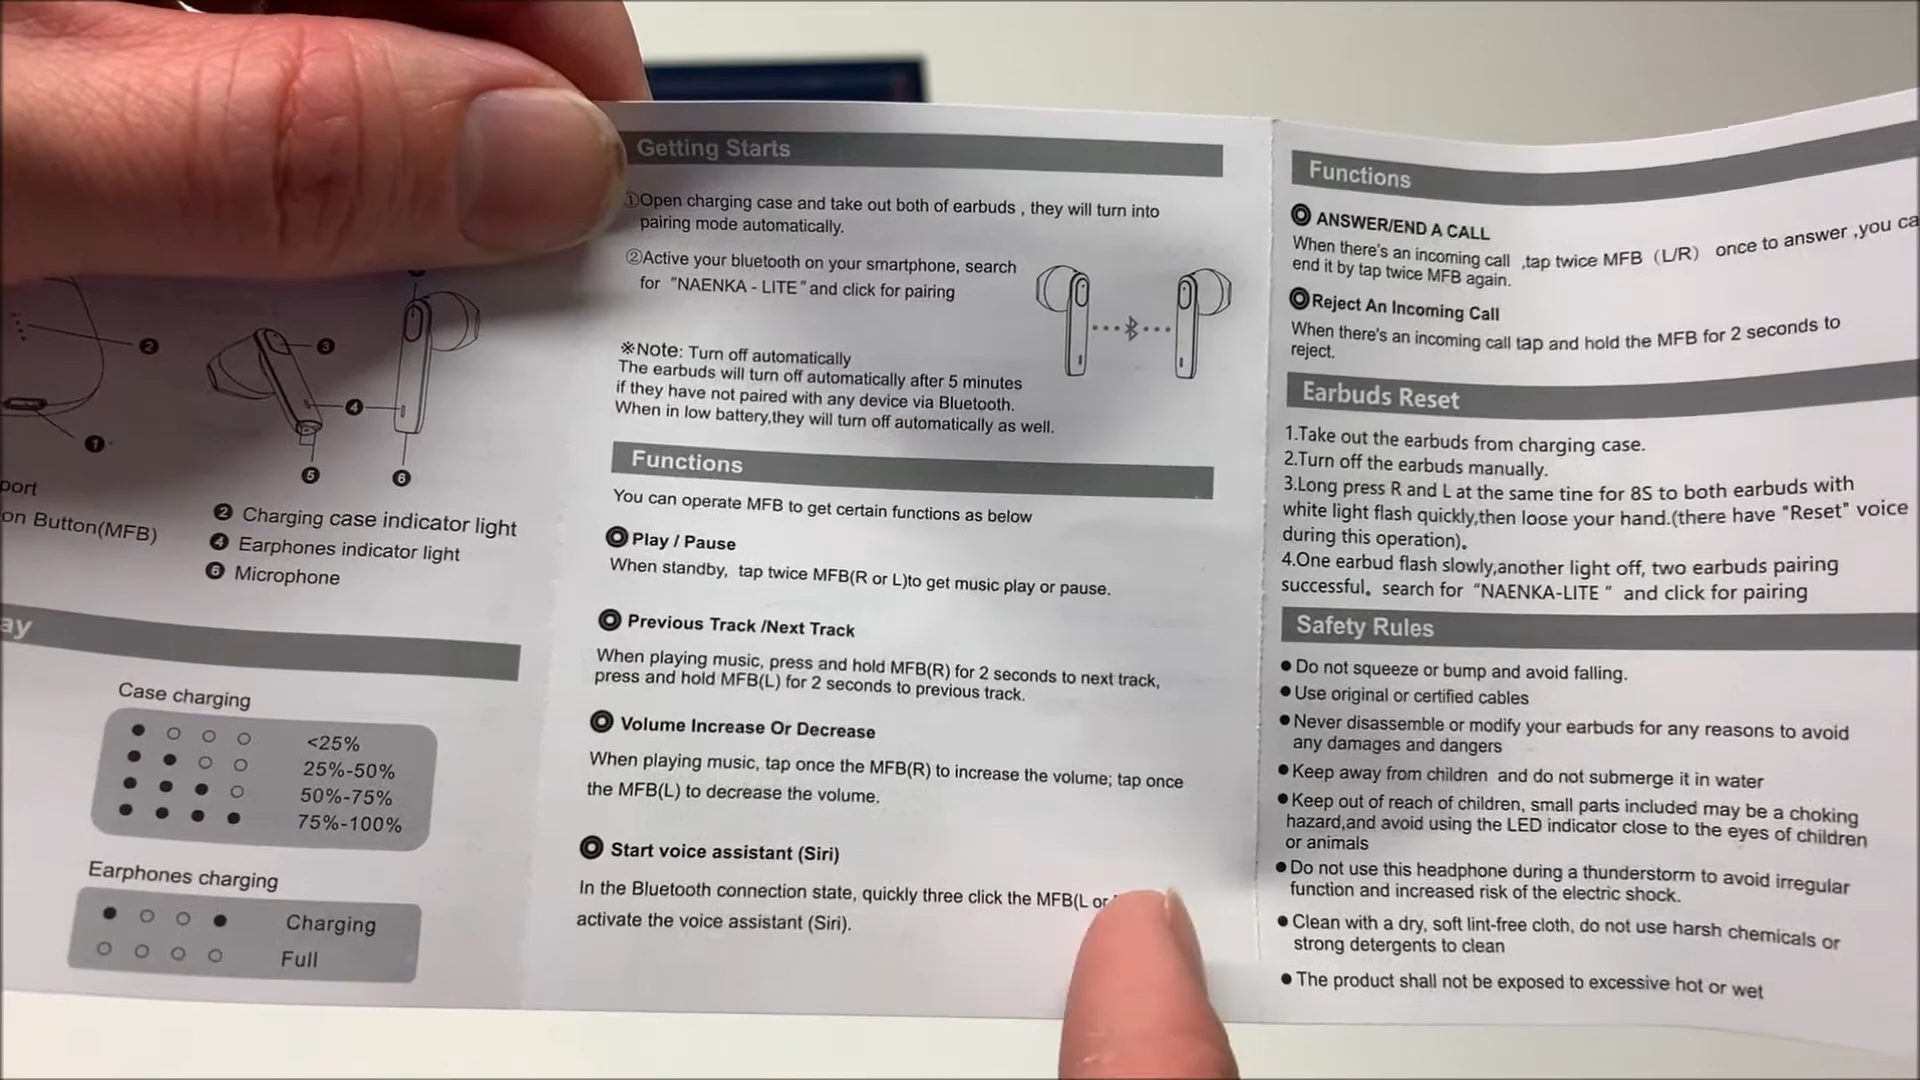 ❷
❸
❹
❶
❺
❻
port
on Button(MFB)
❷ Charging case indicator light
❹ Earphones indicator light
❻ Microphone
ay
Case charging
<25%
25%-50%
50%-75%
75%-100%
Earphones charging
Charging
Full
Getting Starts
①Open charging case and take out both of earbuds , they will turn into
pairing mode automatically.
②Active your bluetooth on your smartphone, search
for “NAENKA - LITE” and click for pairing
※Note: Turn off automatically
The earbuds will turn off automatically after 5 minutes
if they have not paired with any device via Bluetooth.
When in low battery,they will turn off automatically as well.
Functions
You can operate MFB to get certain functions as below
Play / Pause
When standby, tap twice MFB(R or L)to get music play or pause.
Previous Track /Next Track
When playing music, press and hold MFB(R) for 2 seconds to next track,
press and hold MFB(L) for 2 seconds to previous track.
Volume Increase Or Decrease
When playing music, tap once the MFB(R) to increase the volume; tap once
the MFB(L) to decrease the volume.
Start voice assistant (Siri)
In the Bluetooth connection state, quickly three click the MFB(L or
activate the voice assistant (Siri).
Functions
ANSWER/END A CALL
When there's an incoming call ,tap twice MFB（L/R） once to answer ,you ca
end it by tap twice MFB again.
Reject An Incoming Call
When there's an incoming call tap and hold the MFB for 2 seconds to
reject.
Earbuds Reset
1.Take out the earbuds from charging case.
2.Turn off the earbuds manually.
3.Long press R and L at the same tine for 8S to both earbuds with
white light flash quickly,then loose your hand.(there have "Reset" voice
during this operation)。
4.One earbud flash slowly,another light off, two earbuds pairing
successful。search for “NAENKA-LITE ” and click for pairing
Safety Rules
●Do not squeeze or bump and avoid falling.
●Use original or certified cables
●Never disassemble or modify your earbuds for any reasons to avoid
any damages and dangers
●Keep away from children and do not submerge it in water
●Keep out of reach of children, small parts included may be a choking
hazard,and avoid using the LED indicator close to the eyes of children
or animals
●Do not use this headphone during a thunderstorm to avoid irregular
function and increased risk of the electric shock.
●Clean with a dry, soft lint-free cloth, do not use harsh chemicals or
strong detergents to clean
●The product shall not be exposed to excessive hot or wet